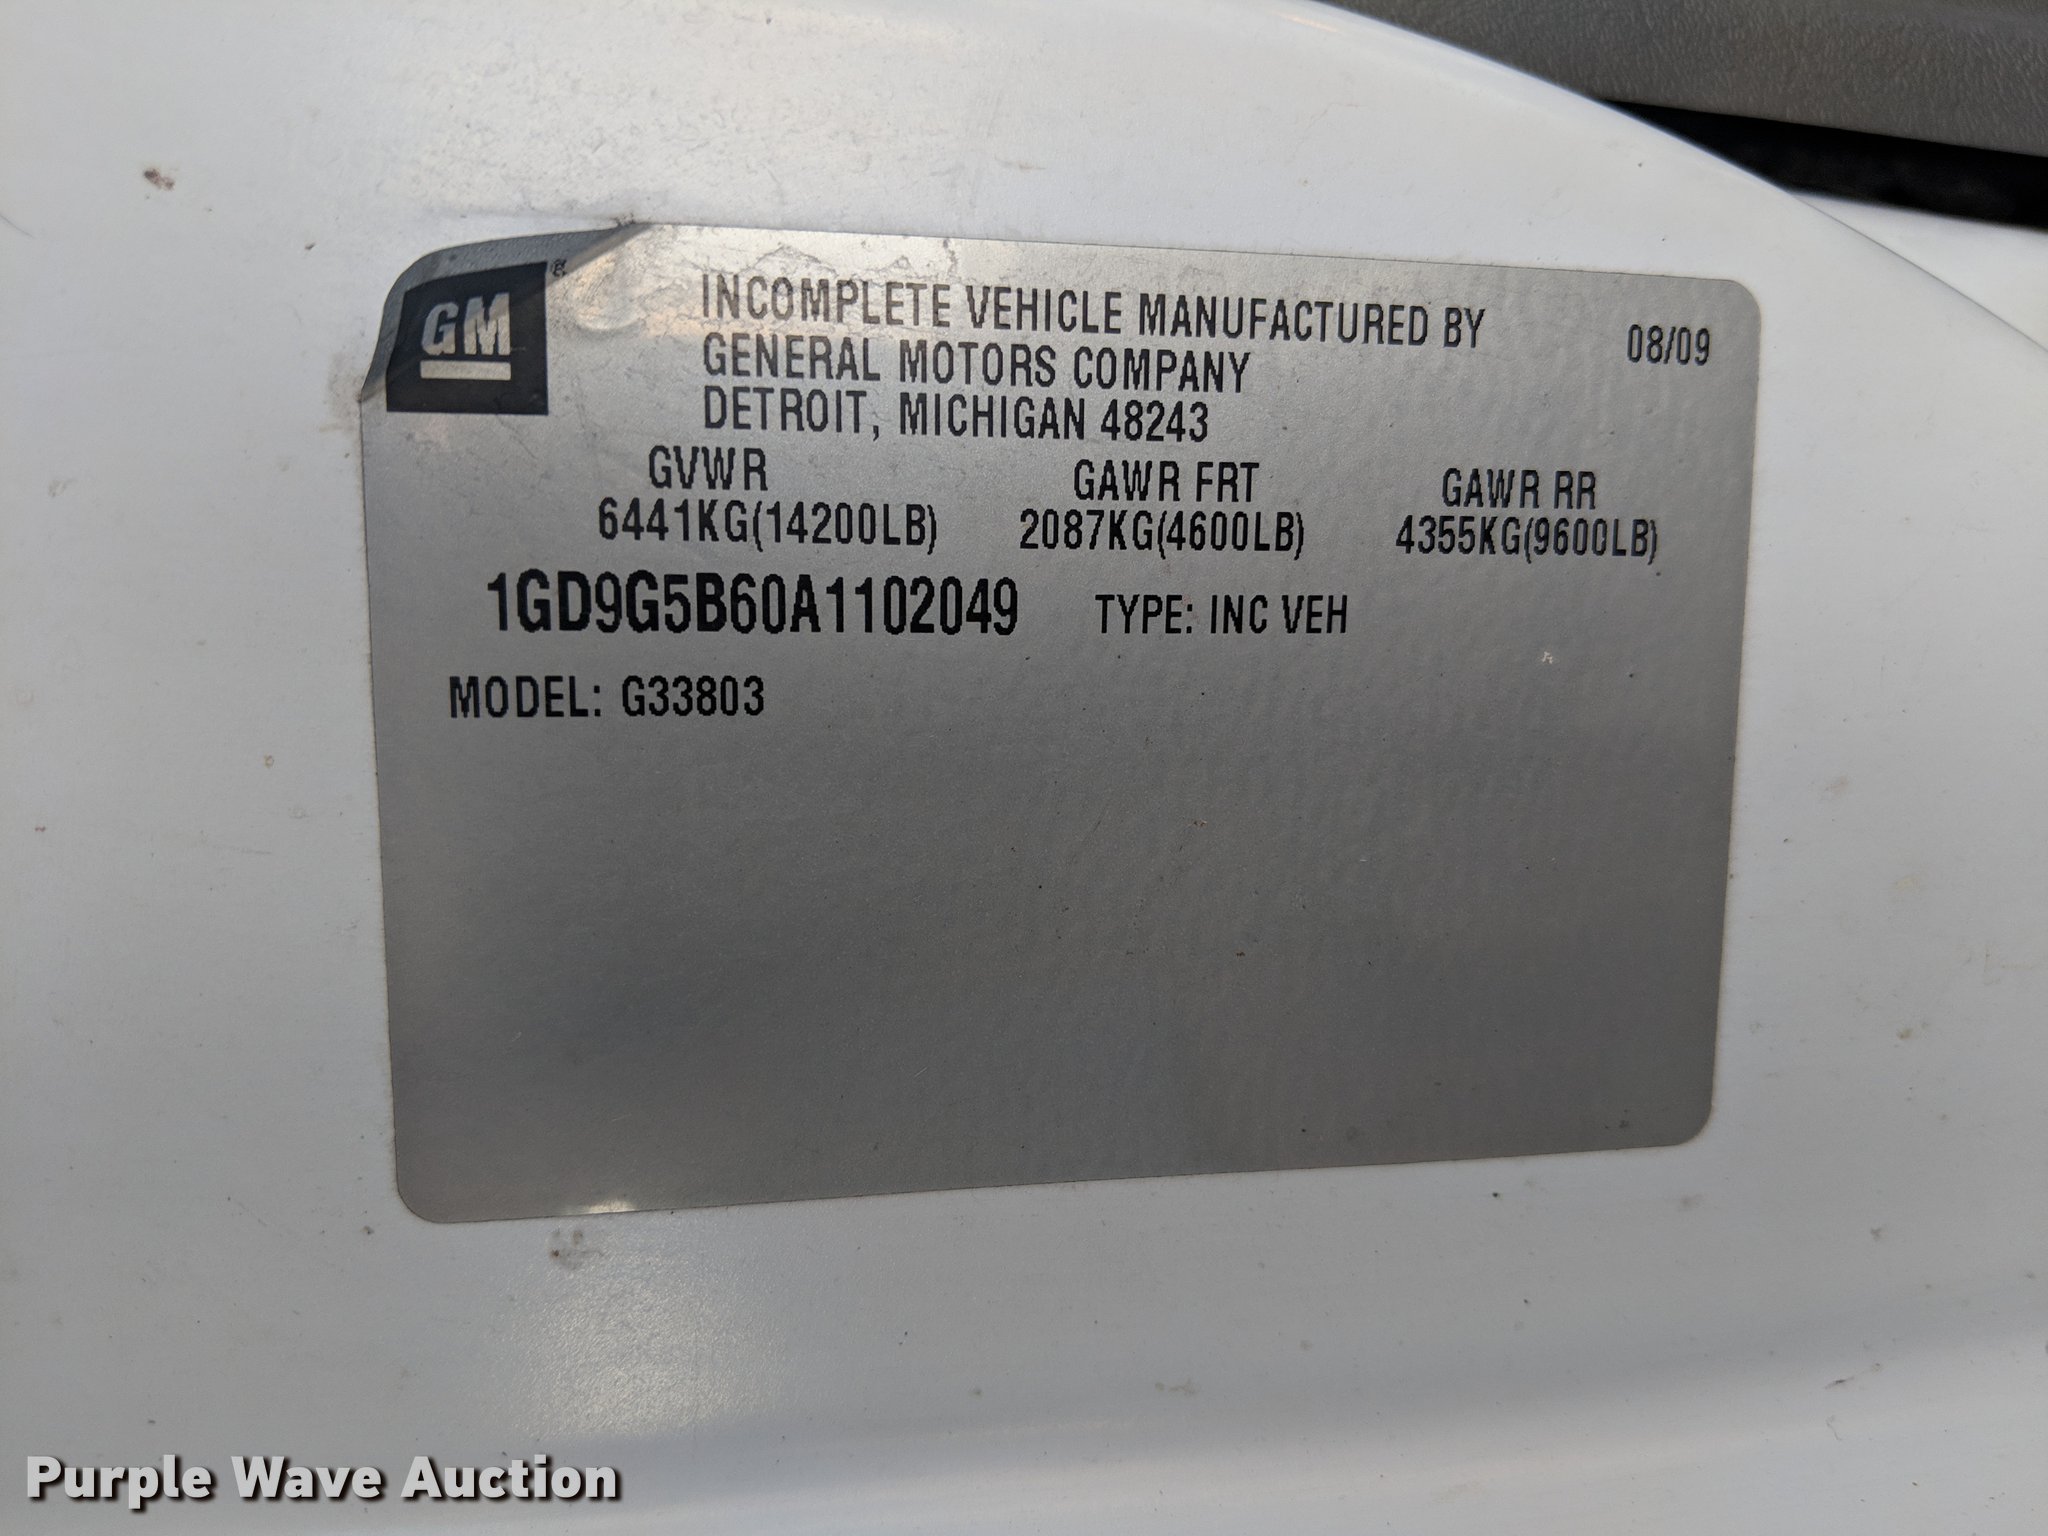 GM
INCOMPLETE VEHICLE MANUFACTURED BY
GENERAL MOTORS COMPANY
DETROIT, MICHIGAN 48243
08/09
GVWR GAWR FRT GAWR RR
6441KG(14200LB) 2087KG(4600LB) 4355KG(9600LB)
1GD9G5B60A1102049 TYPE: INC VEH
MODEL: G33803
Purple Wave Auction